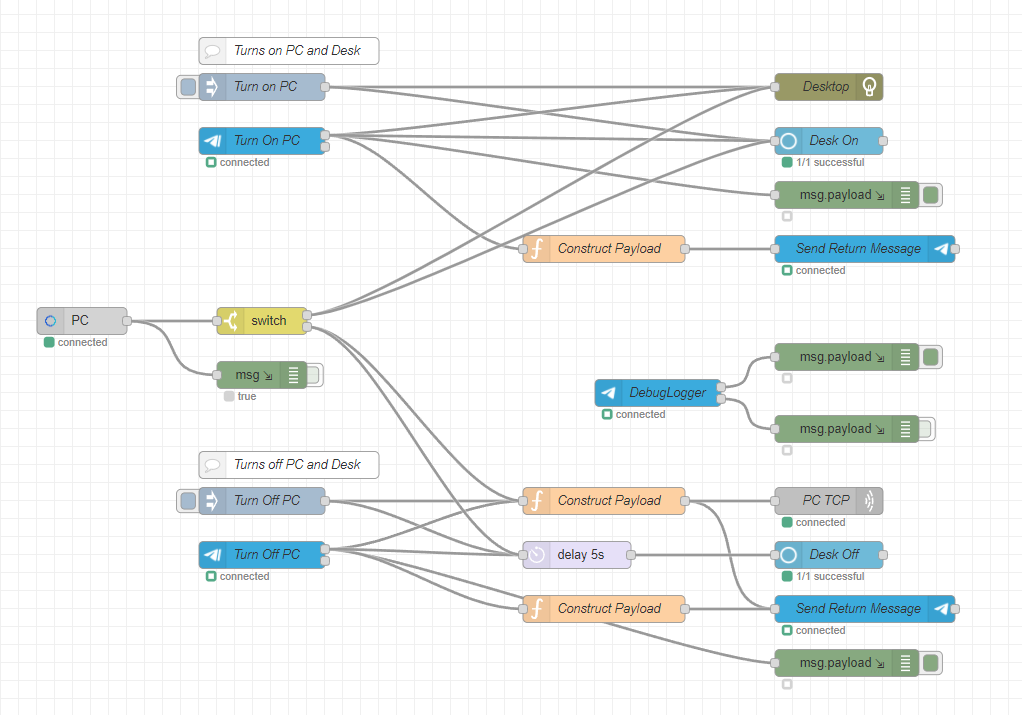 Turns on PC and Desk
Turn on PC
Desktop
Turn On PC
connected
Desk On
1/1 successful
msg.payload
Construct Payload
Send Return Message
connected
PC
connected
switch
msg
true
msg.payload
DebugLogger
connected
msg.payload
Turns off PC and Desk
Turn Off PC
Construct Payload
PC TCP
connected
Turn Off PC
connected
delay 5s
Desk Off
1/1 successful
Construct Payload
Send Return Message
connected
msg.payload